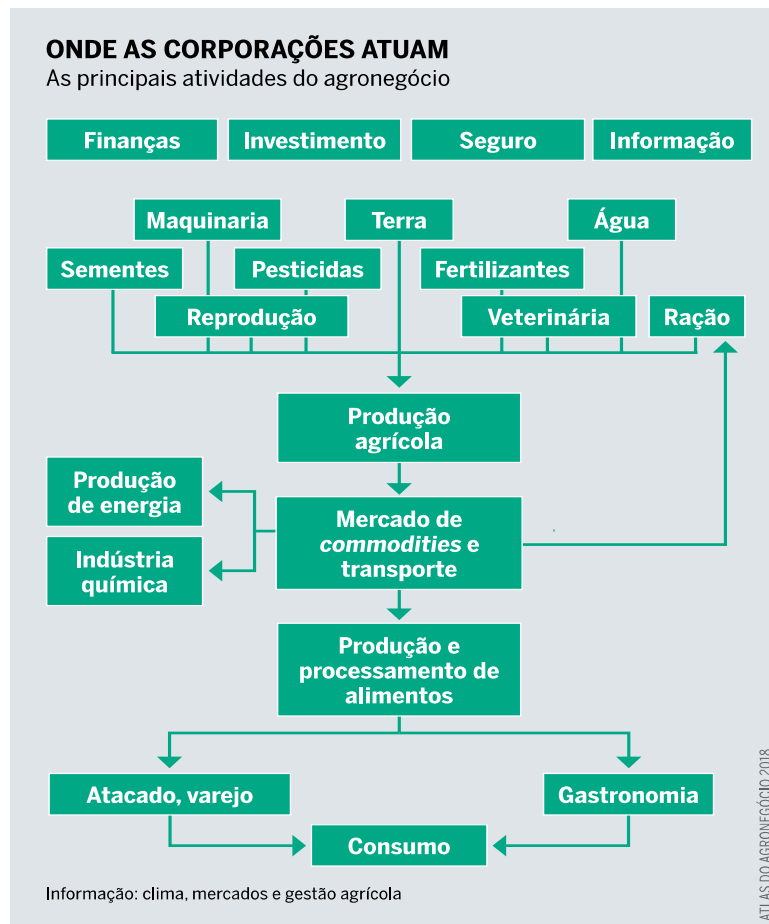 ONDE AS CORPORAÇÕES ATUAM
As principais atividades do agronegócio
Finanças
Investimento
Seguro
Informação
Maquinaria
Terra
Água
Sementes
Pesticidas
Fertilizantes
Reprodução
Veterinária
Ração
Produção
agrícola
Produção
de energia
Indústria
química
Mercado de
commodities e
transporte
Produção e
processamento de
alimentos
Atacado, varejo
Gastronomia
Consumo
Informação: clima, mercados e gestão agrícola
ATLAS DO AGRONEGÓCIO 2018